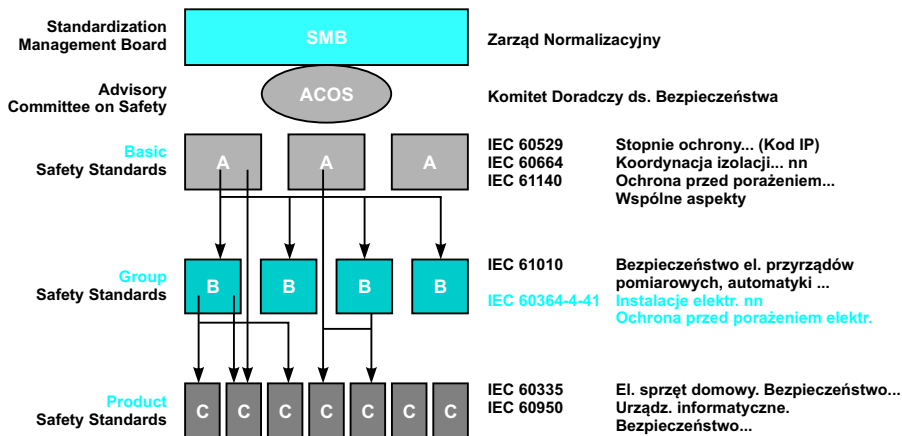 Standardization
Management Board
SMB
Zarząd Normalizacyjny
Advisory
Committee on Safety
ACOS
Komitet Doradczy ds. Bezpieczeństwa
Basic
Safety Standards
A A A
IEC 60529 Stopnie ochrony... (Kod IP)
IEC 60664 Koordynacja izolacji... nn
IEC 61140 Ochrona przed porażeniem...
Wspólne aspekty
Group
Safety Standards
B B B B
IEC 61010 Bezpieczeństwo el. przyrządów
pomiarowych, automatyki ...
IEC 60364-4-41 Instalacje elektr. nn
Ochrona przed porażeniem elektr.
Product
Safety Standards
C C C C C C C
IEC 60335 El. sprzęt domowy. Bezpieczeństwo...
IEC 60950 Urządz. informatyczne.
Bezpieczeństwo...